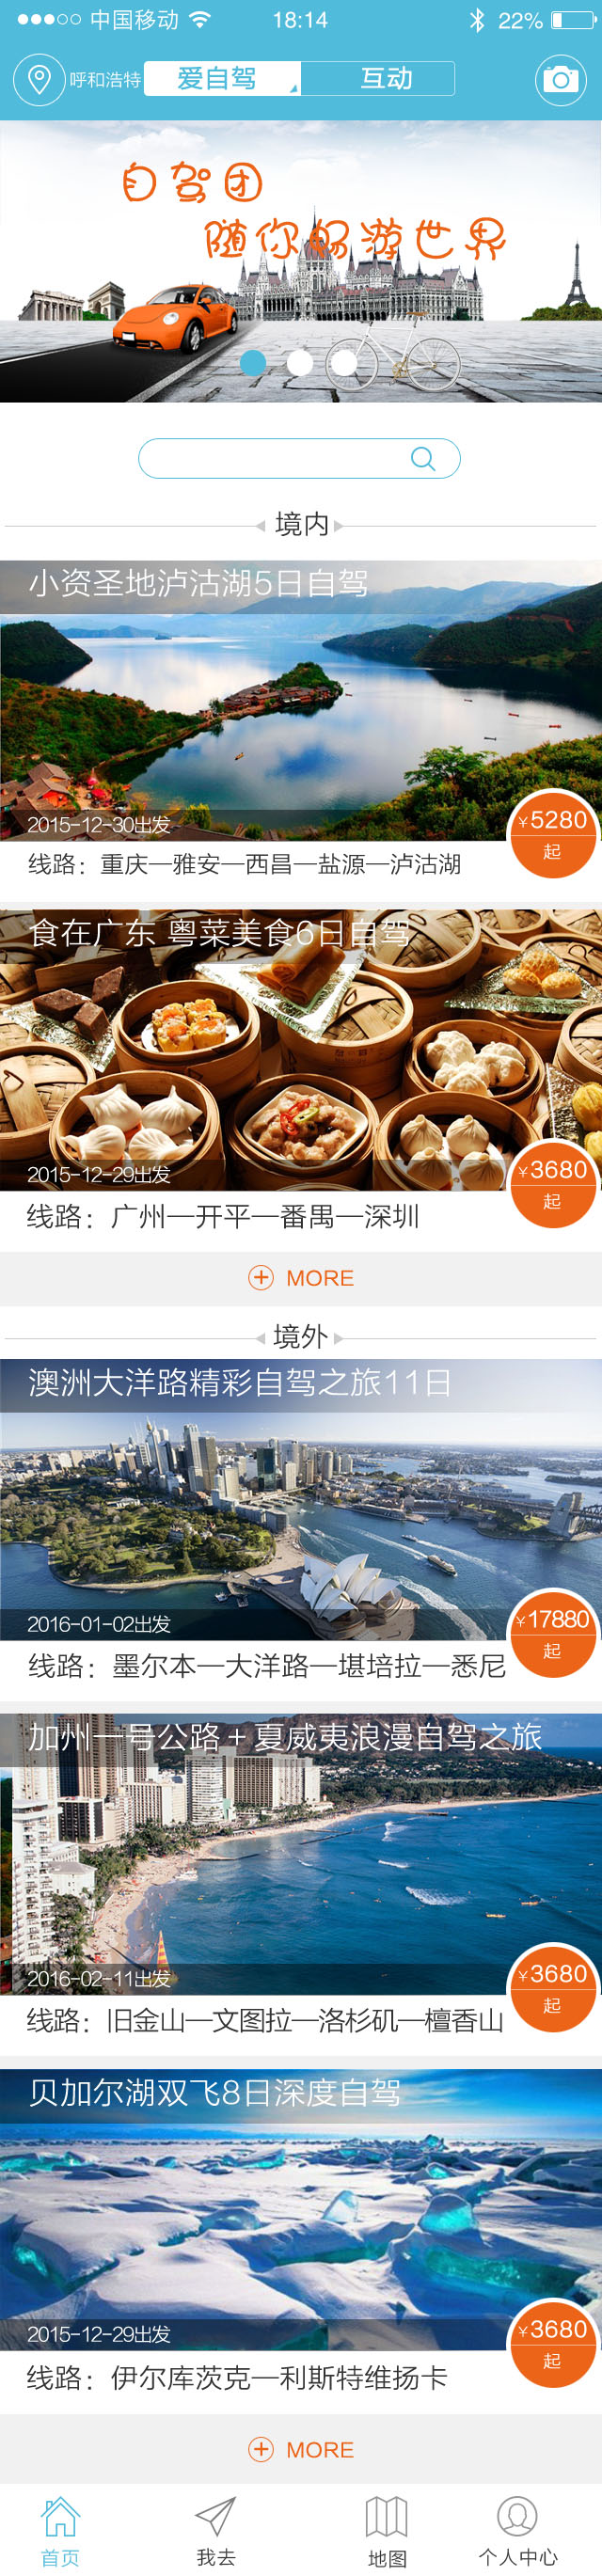 中国移动 18:14 22%
呼和浩特 爱自驾 互动
自驾团
随你畅游世界
境内
小资圣地泸沽湖5日自驾
2015-12-30出发
¥5280
起
线路：重庆—雅安—西昌—盐源—泸沽湖
食在广东 粤菜美食6日自驾
2015-12-29出发
¥3680
起
线路：广州—开平—番禺—深圳
MORE
境外
澳洲大洋路精彩自驾之旅11日
2016-01-02出发
¥17880
起
线路：墨尔本—大洋路—堪培拉—悉尼
加州一号公路+夏威夷浪漫自驾之旅
2016-02-11出发
¥3680
起
线路：旧金山—文图拉—洛杉矶—檀香山
贝加尔湖双飞8日深度自驾
2015-12-29出发
¥3680
起
线路：伊尔库茨克—利斯特维扬卡
MORE
首页 我去 地图 个人中心